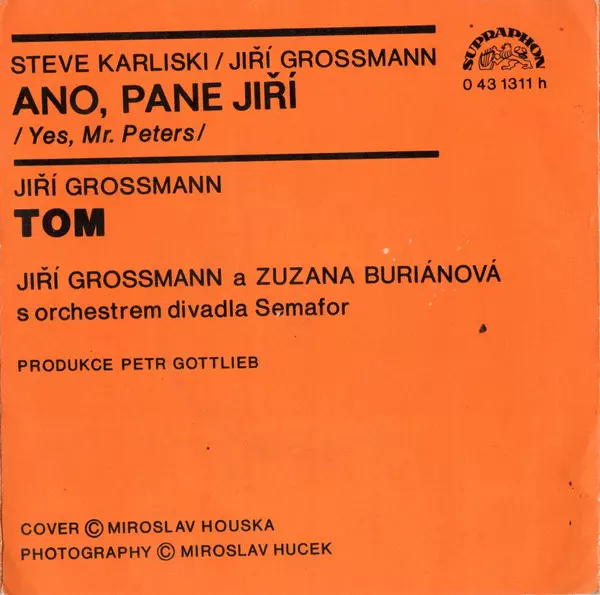 STEVE KARLISKI / JIŘÍ GROSSMANN
ANO, PANE JIŘÍ
/ Yes, Mr. Peters /
JIŘÍ GROSSMANN
TOM
JIŘÍ GROSSMANN a ZUZANA BURIÁNOVÁ
s orchestrem divadla Semafor
PRODUKCE PETR GOTTLIEB
COVER © MIROSLAV HOUSKA
PHOTOGRAPHY © MIROSLAV HUCEK
SUPRAPHON
0 43 1311 h